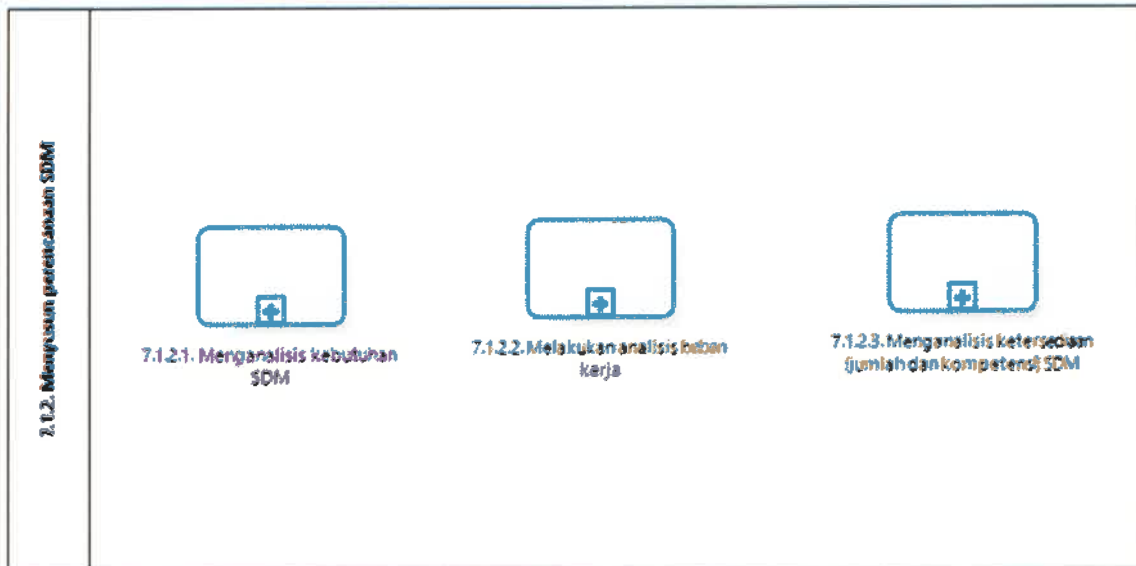 7.1.2. Menyusun perencanaan SDM
7.1.2.1. Menganalisis kebutuhan
SDM
7.1.2.2. Melakukan analisis beban
kerja
7.1.2.3. Menganalisis ketersediaan
(jumlah dan kompetensi) SDM